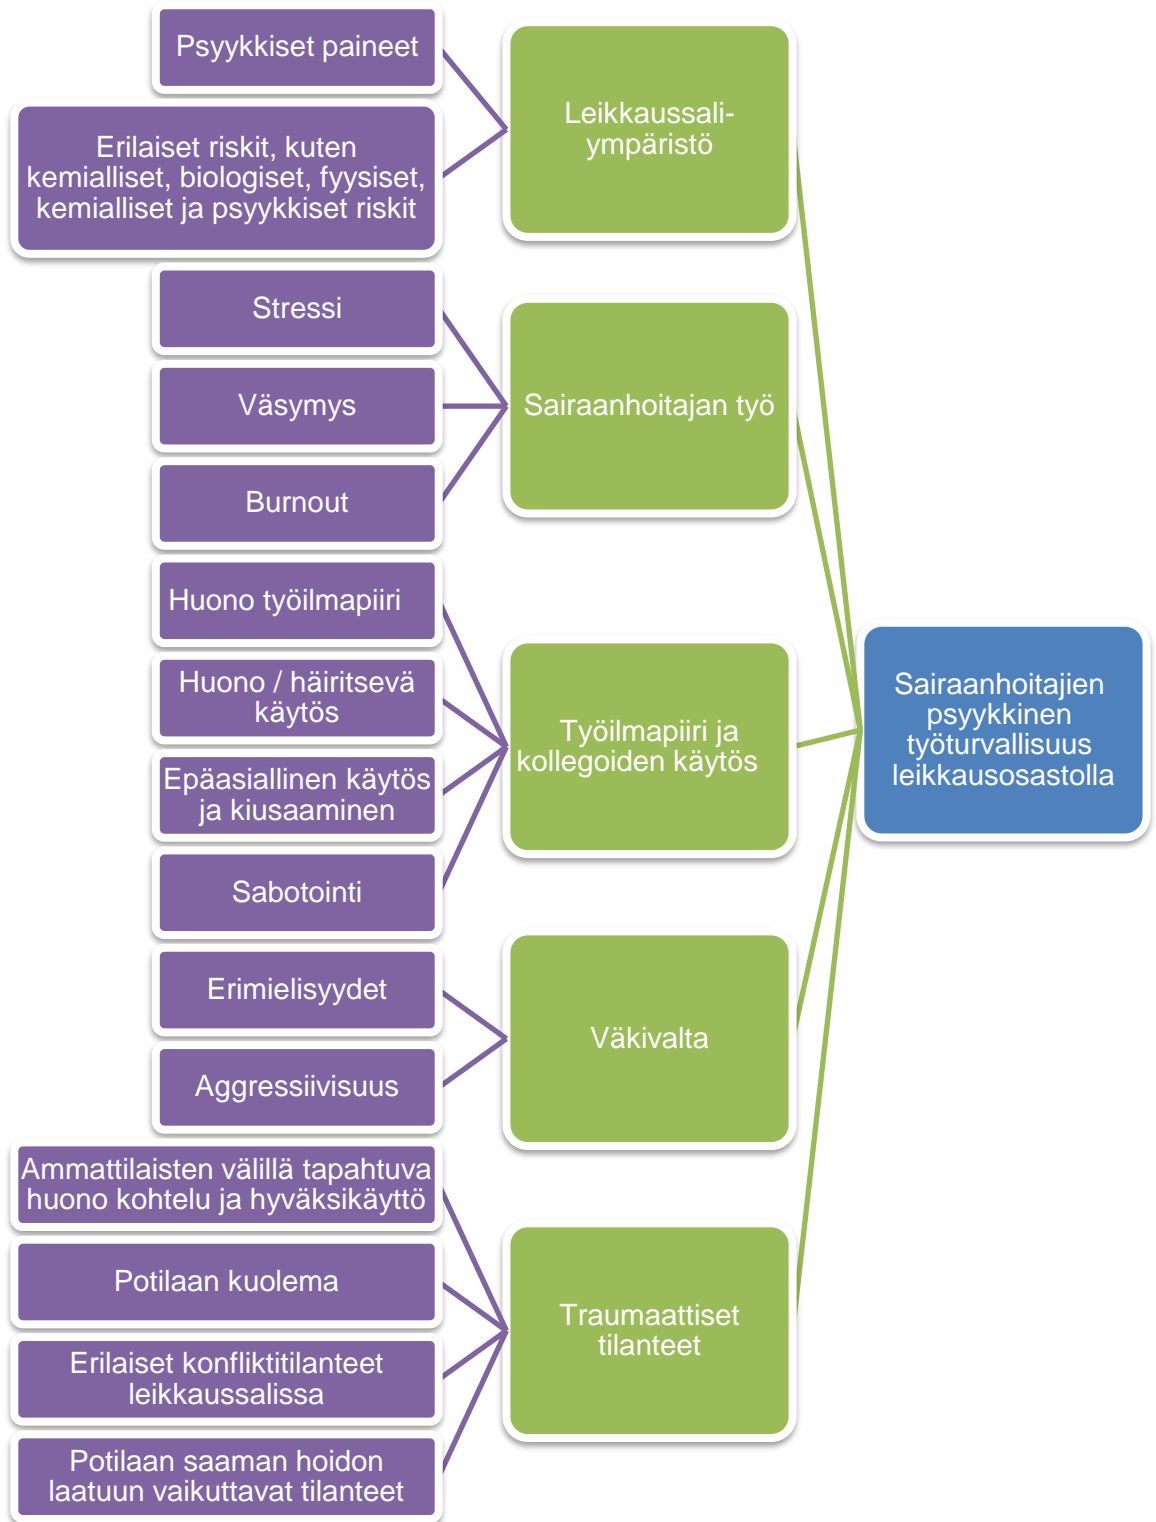 Psyykkiset paineet
Erilaiset riskit, kuten
kemialliset, biologiset, fyysiset,
kemialliset ja psyykkiset riskit
Leikkaussali-
ympäristö
Stressi
Väsymys
Burnout
Sairaanhoitajan työ
Huono työilmapiiri
Huono / häiritsevä
käytös
Epäasiallinen käytös
ja kiusaaminen
Sabotointi
Työilmapiiri ja
kollegoiden käytös
Erimielisyydet
Aggressiivisuus
Väkivalta
Ammattilaisten välillä tapahtuva
huono kohtelu ja hyväksikäyttö
Potilaan kuolema
Erilaiset konfliktitilanteet
leikkaussalissa
Potilaan saaman hoidon
laatuun vaikuttavat tilanteet
Traumaattiset
tilanteet
Sairaanhoitajien
psyykkinen
työturvallisuus
leikkausosastolla